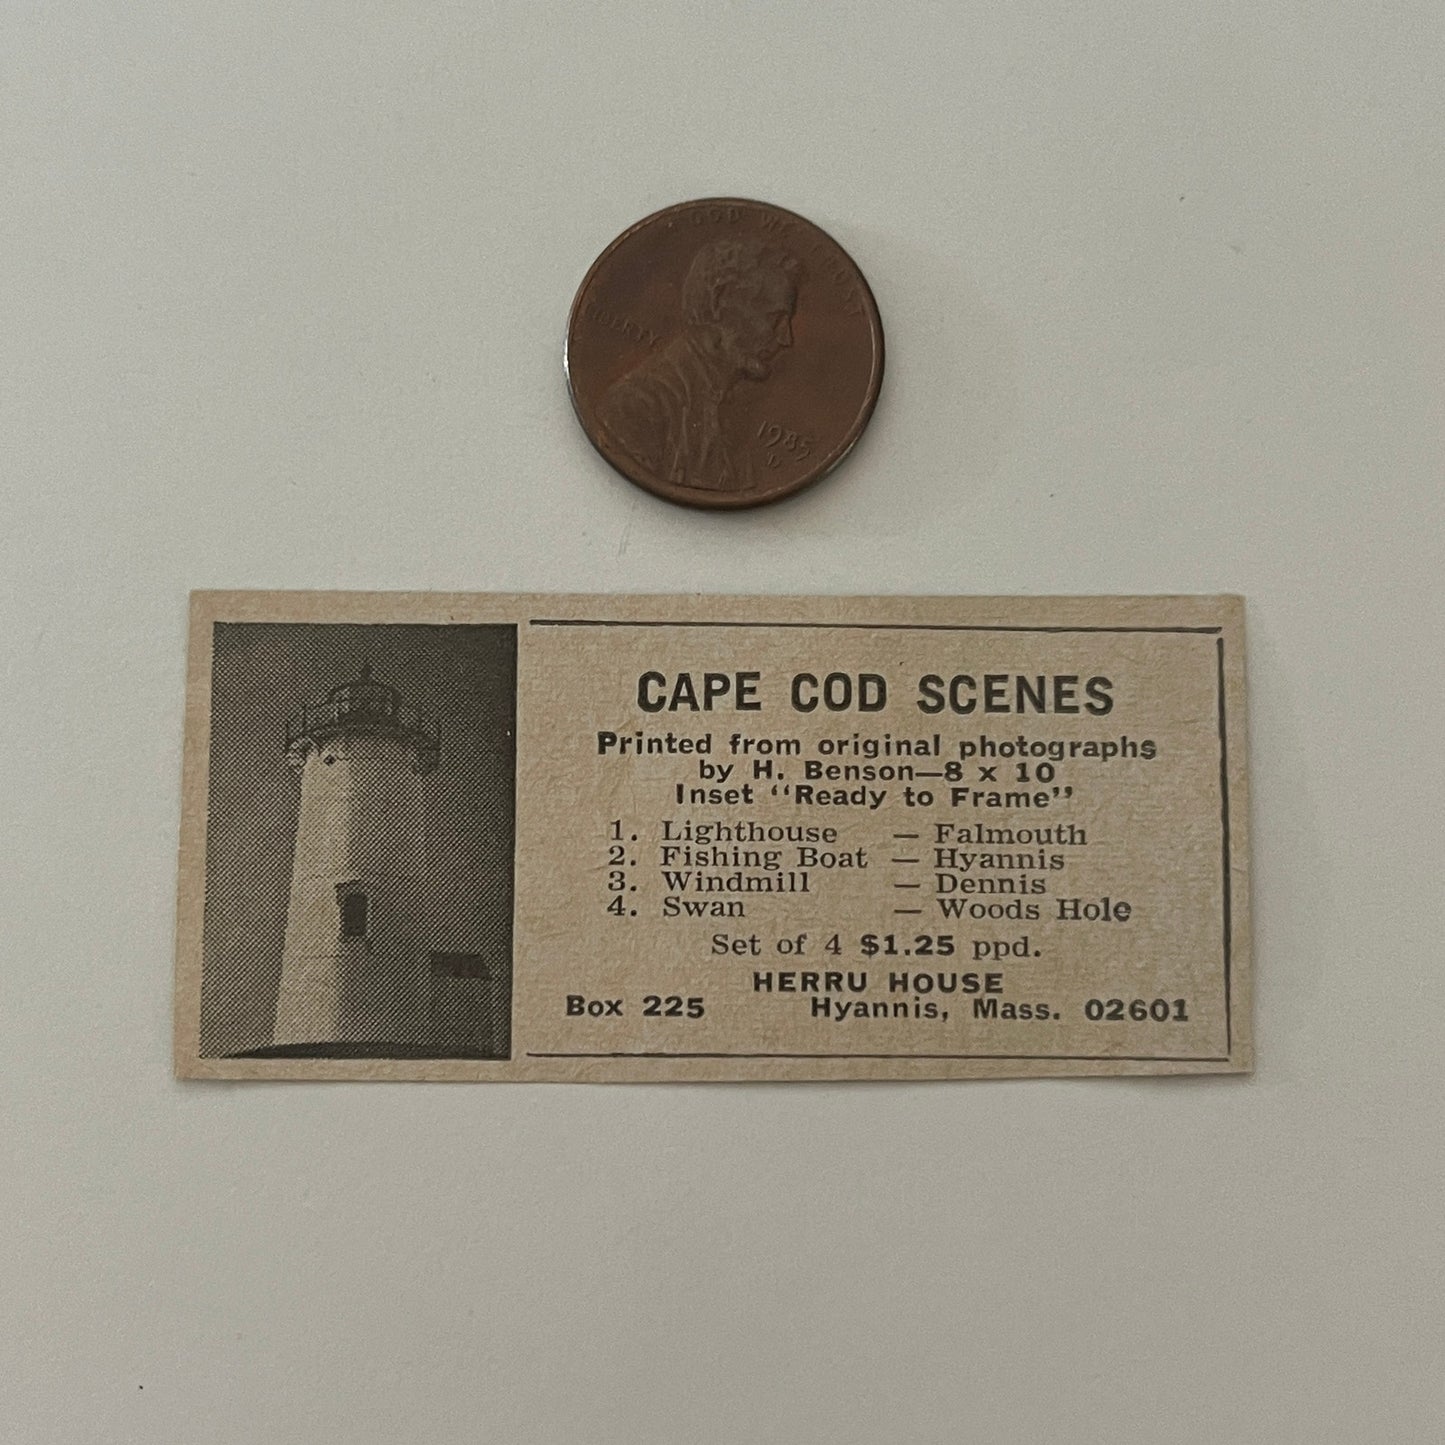 GOD WE TRUST
LIBERTY
1985
D
CAPE COD SCENES
Printed from original photographs
by H. Benson—8 x 10
Inset “Ready to Frame”
1. Lighthouse — Falmouth
2. Fishing Boat — Hyannis
3. Windmill — Dennis
4. Swan — Woods Hole
Set of 4 $1.25 ppd.
HERRU HOUSE
Box 225 Hyannis, Mass. 02601